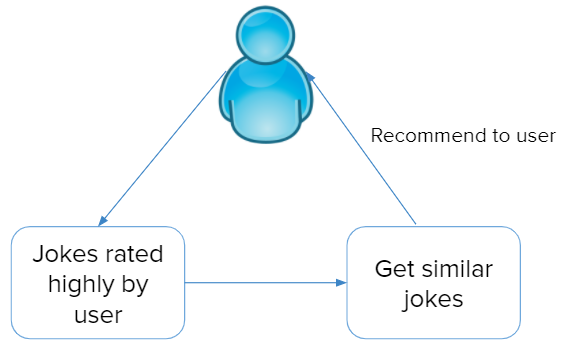 Recommend to user
Jokes rated
highly by
user
Get similar
jokes